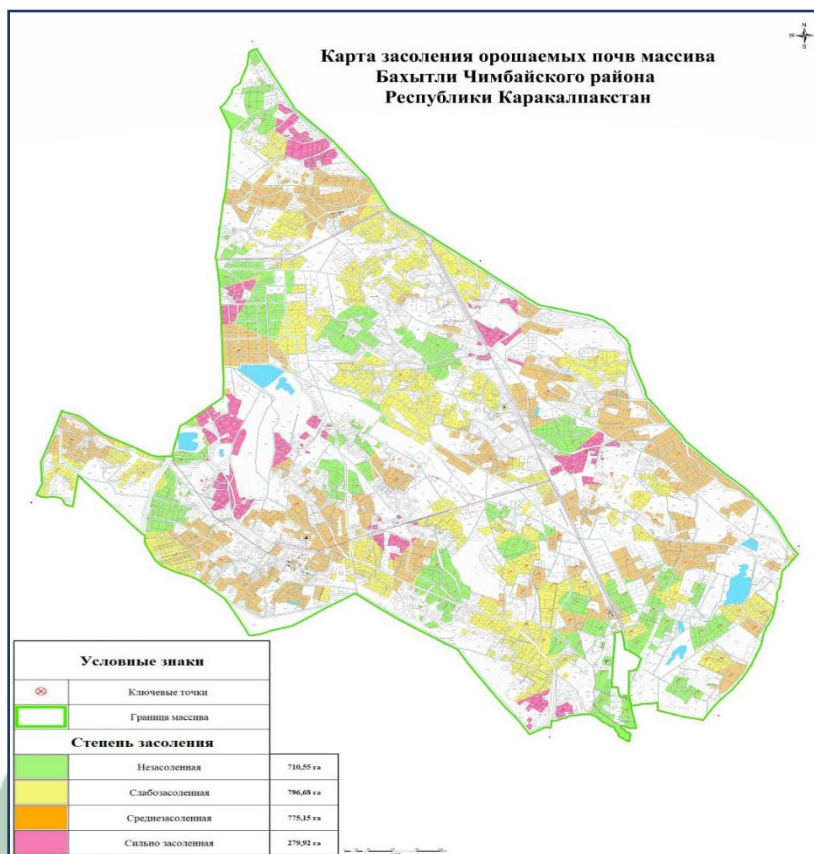 Карта засоления орошаемых почв массива
Бахытли Чимбайского района
Республики Каракалпакстан
N
W
S
Условные знаки
Ключевые точки
Граница массива
Степень засоления
Незасоленная 710,55 га
Слабозасоленная 796,68 га
Среднезасоленная 775,15 га
Сильно засоленная 279,92 га